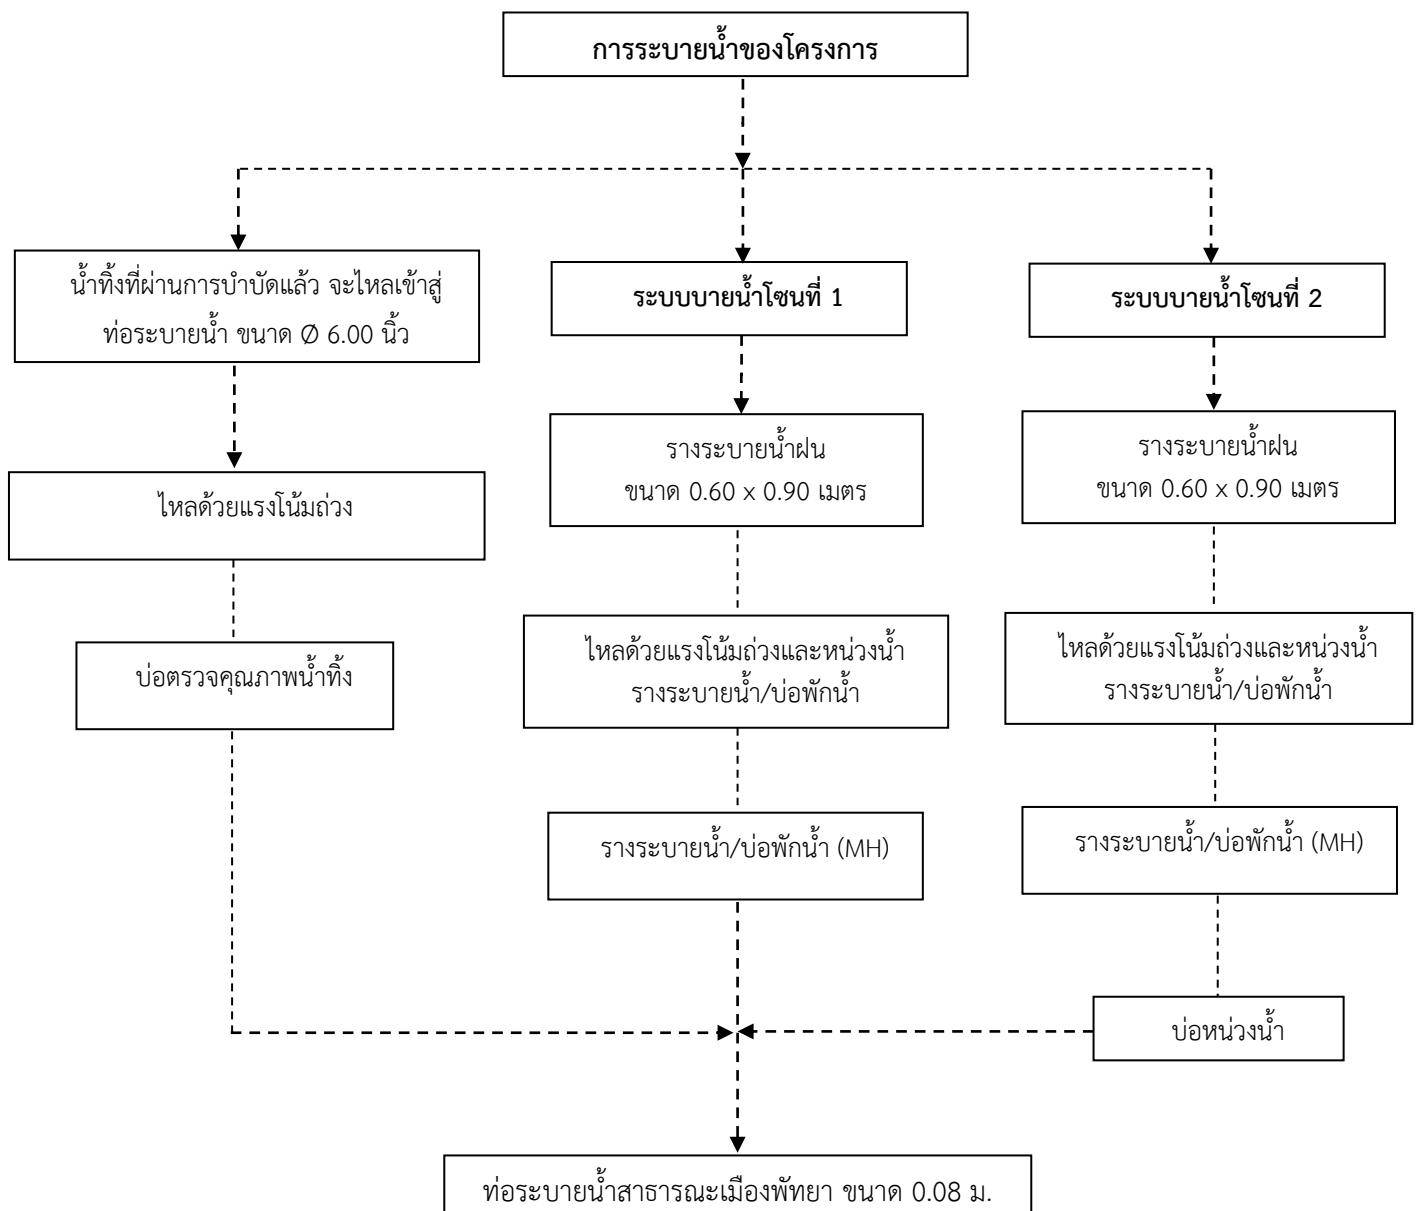 การระบายน้ำของโครงการ
น้ำทิ้งที่ผ่านการบำบัดแล้ว จะไหลเข้าสู่
ท่อระบายน้ำ ขนาด Ø 6.00 นิ้ว
ไหลด้วยแรงโน้มถ่วง
บ่อตรวจคุณภาพน้ำทิ้ง
ระบบบายน้ำโซนที่ 1
รางระบายน้ำฝน
ขนาด 0.60 x 0.90 เมตร
ไหลด้วยแรงโน้มถ่วงและหน่วงน้ำ
รางระบายน้ำ/บ่อพักน้ำ
รางระบายน้ำ/บ่อพักน้ำ (MH)
ระบบบายน้ำโซนที่ 2
รางระบายน้ำฝน
ขนาด 0.60 x 0.90 เมตร
ไหลด้วยแรงโน้มถ่วงและหน่วงน้ำ
รางระบายน้ำ/บ่อพักน้ำ
รางระบายน้ำ/บ่อพักน้ำ (MH)
บ่อหน่วงน้ำ
ท่อระบายน้ำสาธารณะเมืองพัทยา ขนาด 0.08 ม.